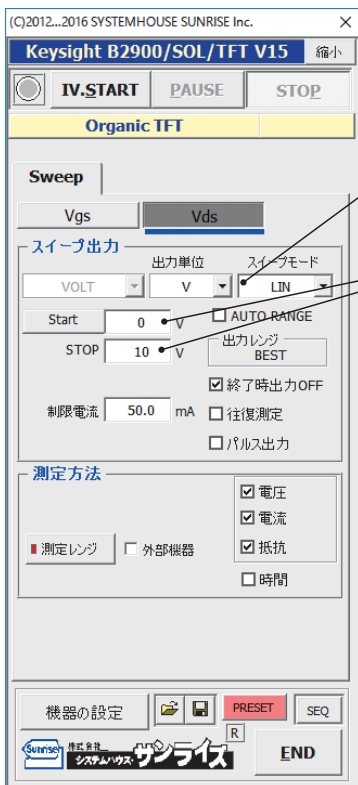 (C)2012...2016 SYSTEMHOUSE SUNRISE Inc. ×
Keysight B2900/SOL/TFT V15 縮小
IV.START PAUSE STOP
Organic TFT
Sweep
Vgs Vds
スイープ出力
出力単位 スイープモード
VOLT V LIN
Start 0 V AUTO RANGE
STOP 10 V 出力レンジ
BEST
終了時出力OFF
制限電流 50.0 mA 往復測定
パルス出力
測定方法
電圧
電流
測定レンジ 外部機器 抵抗
時間
機器の設定 PRESET SEQ
Sunrise 株式会社 システムハウス・サンライズ R END